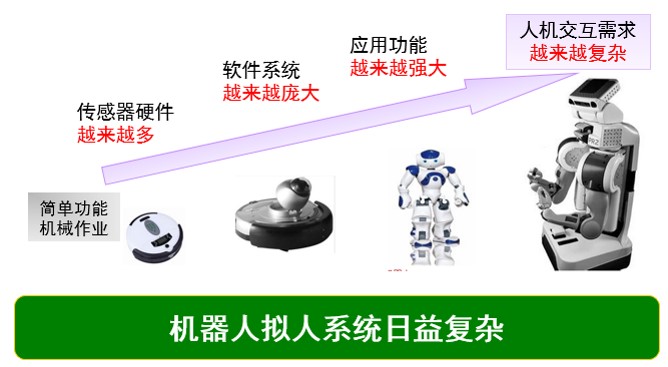 人机交互需求
越来越复杂
应用功能
越来越强大
软件系统
越来越庞大
传感器硬件
越来越多
简单功能
机械作业
机器人拟人系统日益复杂